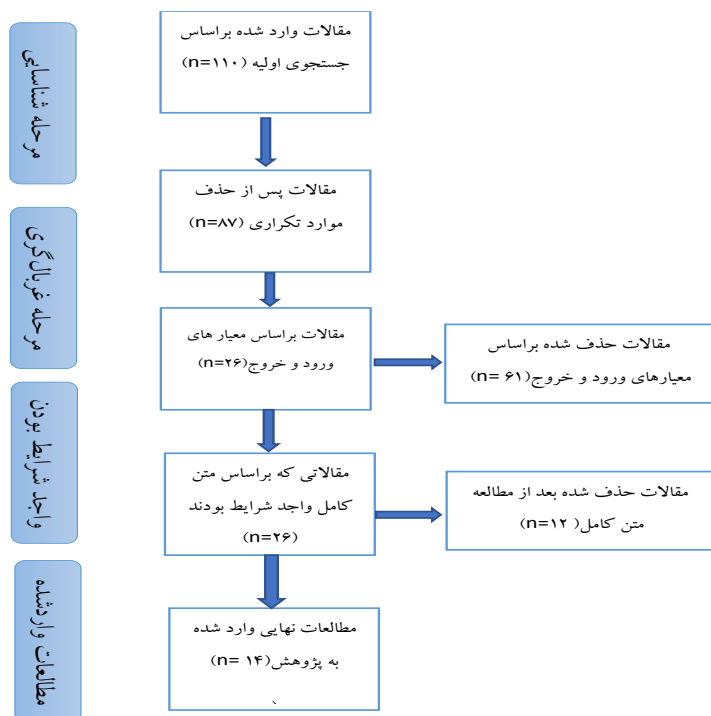 مرحله شناسایی
مقالات وارد شده براساس
جستجوی اولیه (n=۱۱۰)
مقالات پس از حذف
موارد تکراری (n=۸۷)
مرحله غربال‌گری
مقالات براساس معیار های
ورود و خروج(n=۲۶)
مقالات حذف شده براساس
معیارهای ورود و خروج(n= ۶۱)
واجد شرایط بودن
مقالاتی که براساس متن
کامل واجد شرایط بودند
(n=۲۶)
مقالات حذف شده بعد از مطالعه
متن کامل( n=۱۲)
مطالعات واردشده
مطالعات نهایی وارد شده
به پژوهش(n= ۱۴)